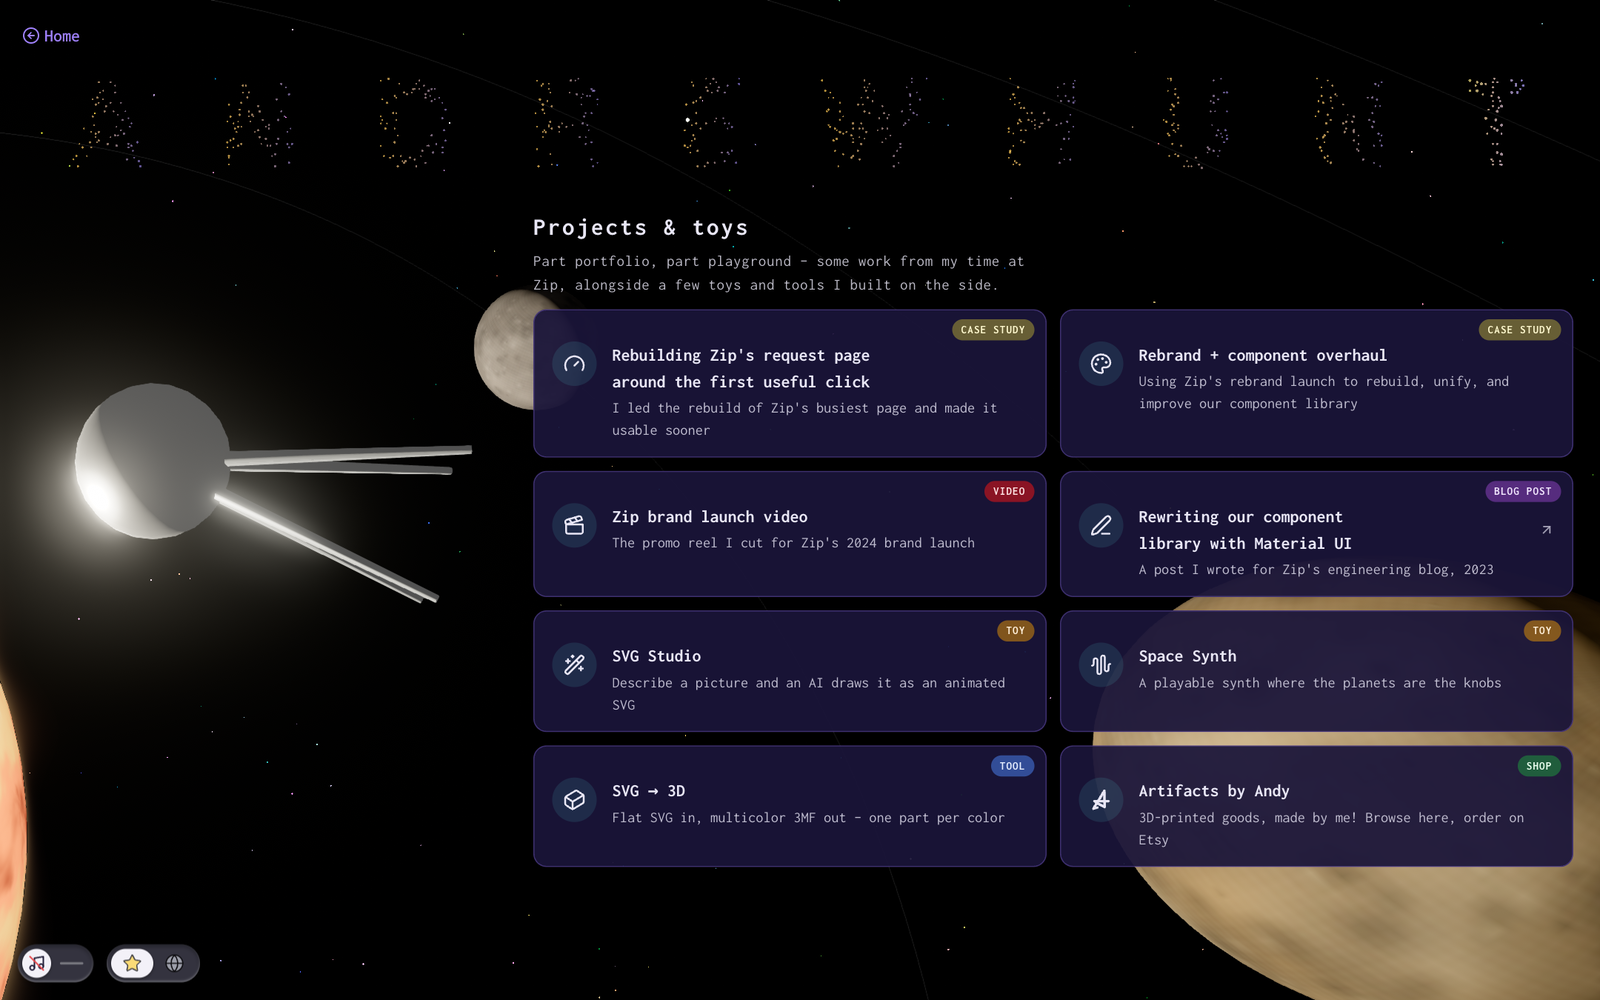 Home
ANDREW HUNT
Projects & toys
Part portfolio, part playground – some work from my time at
Zip, alongside a few toys and tools I built on the side.
CASE STUDY
Rebuilding Zip's request page
around the first useful click
I led the rebuild of Zip's busiest page and made it
usable sooner
CASE STUDY
Rebrand + component overhaul
Using Zip's rebrand launch to rebuild, unify, and
improve our component library
VIDEO
Zip brand launch video
The promo reel I cut for Zip's 2024 brand launch
BLOG POST
Rewriting our component
library with Material UI
A post I wrote for Zip's engineering blog, 2023
TOY
SVG Studio
Describe a picture and an AI draws it as an animated
SVG
TOY
Space Synth
A playable synth where the planets are the knobs
TOOL
SVG → 3D
Flat SVG in, multicolor 3MF out – one part per color
SHOP
Artifacts by Andy
3D-printed goods, made by me! Browse here, order on
Etsy